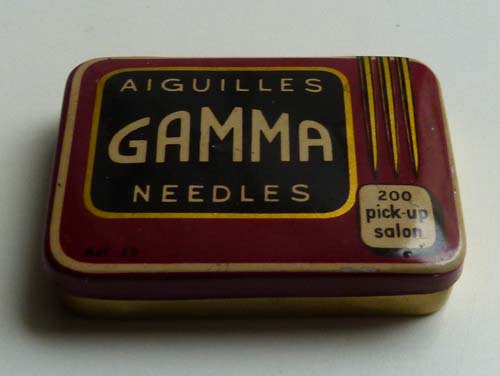 AIGUILLES
GAMMA
NEEDLES
200
pick-up
salon